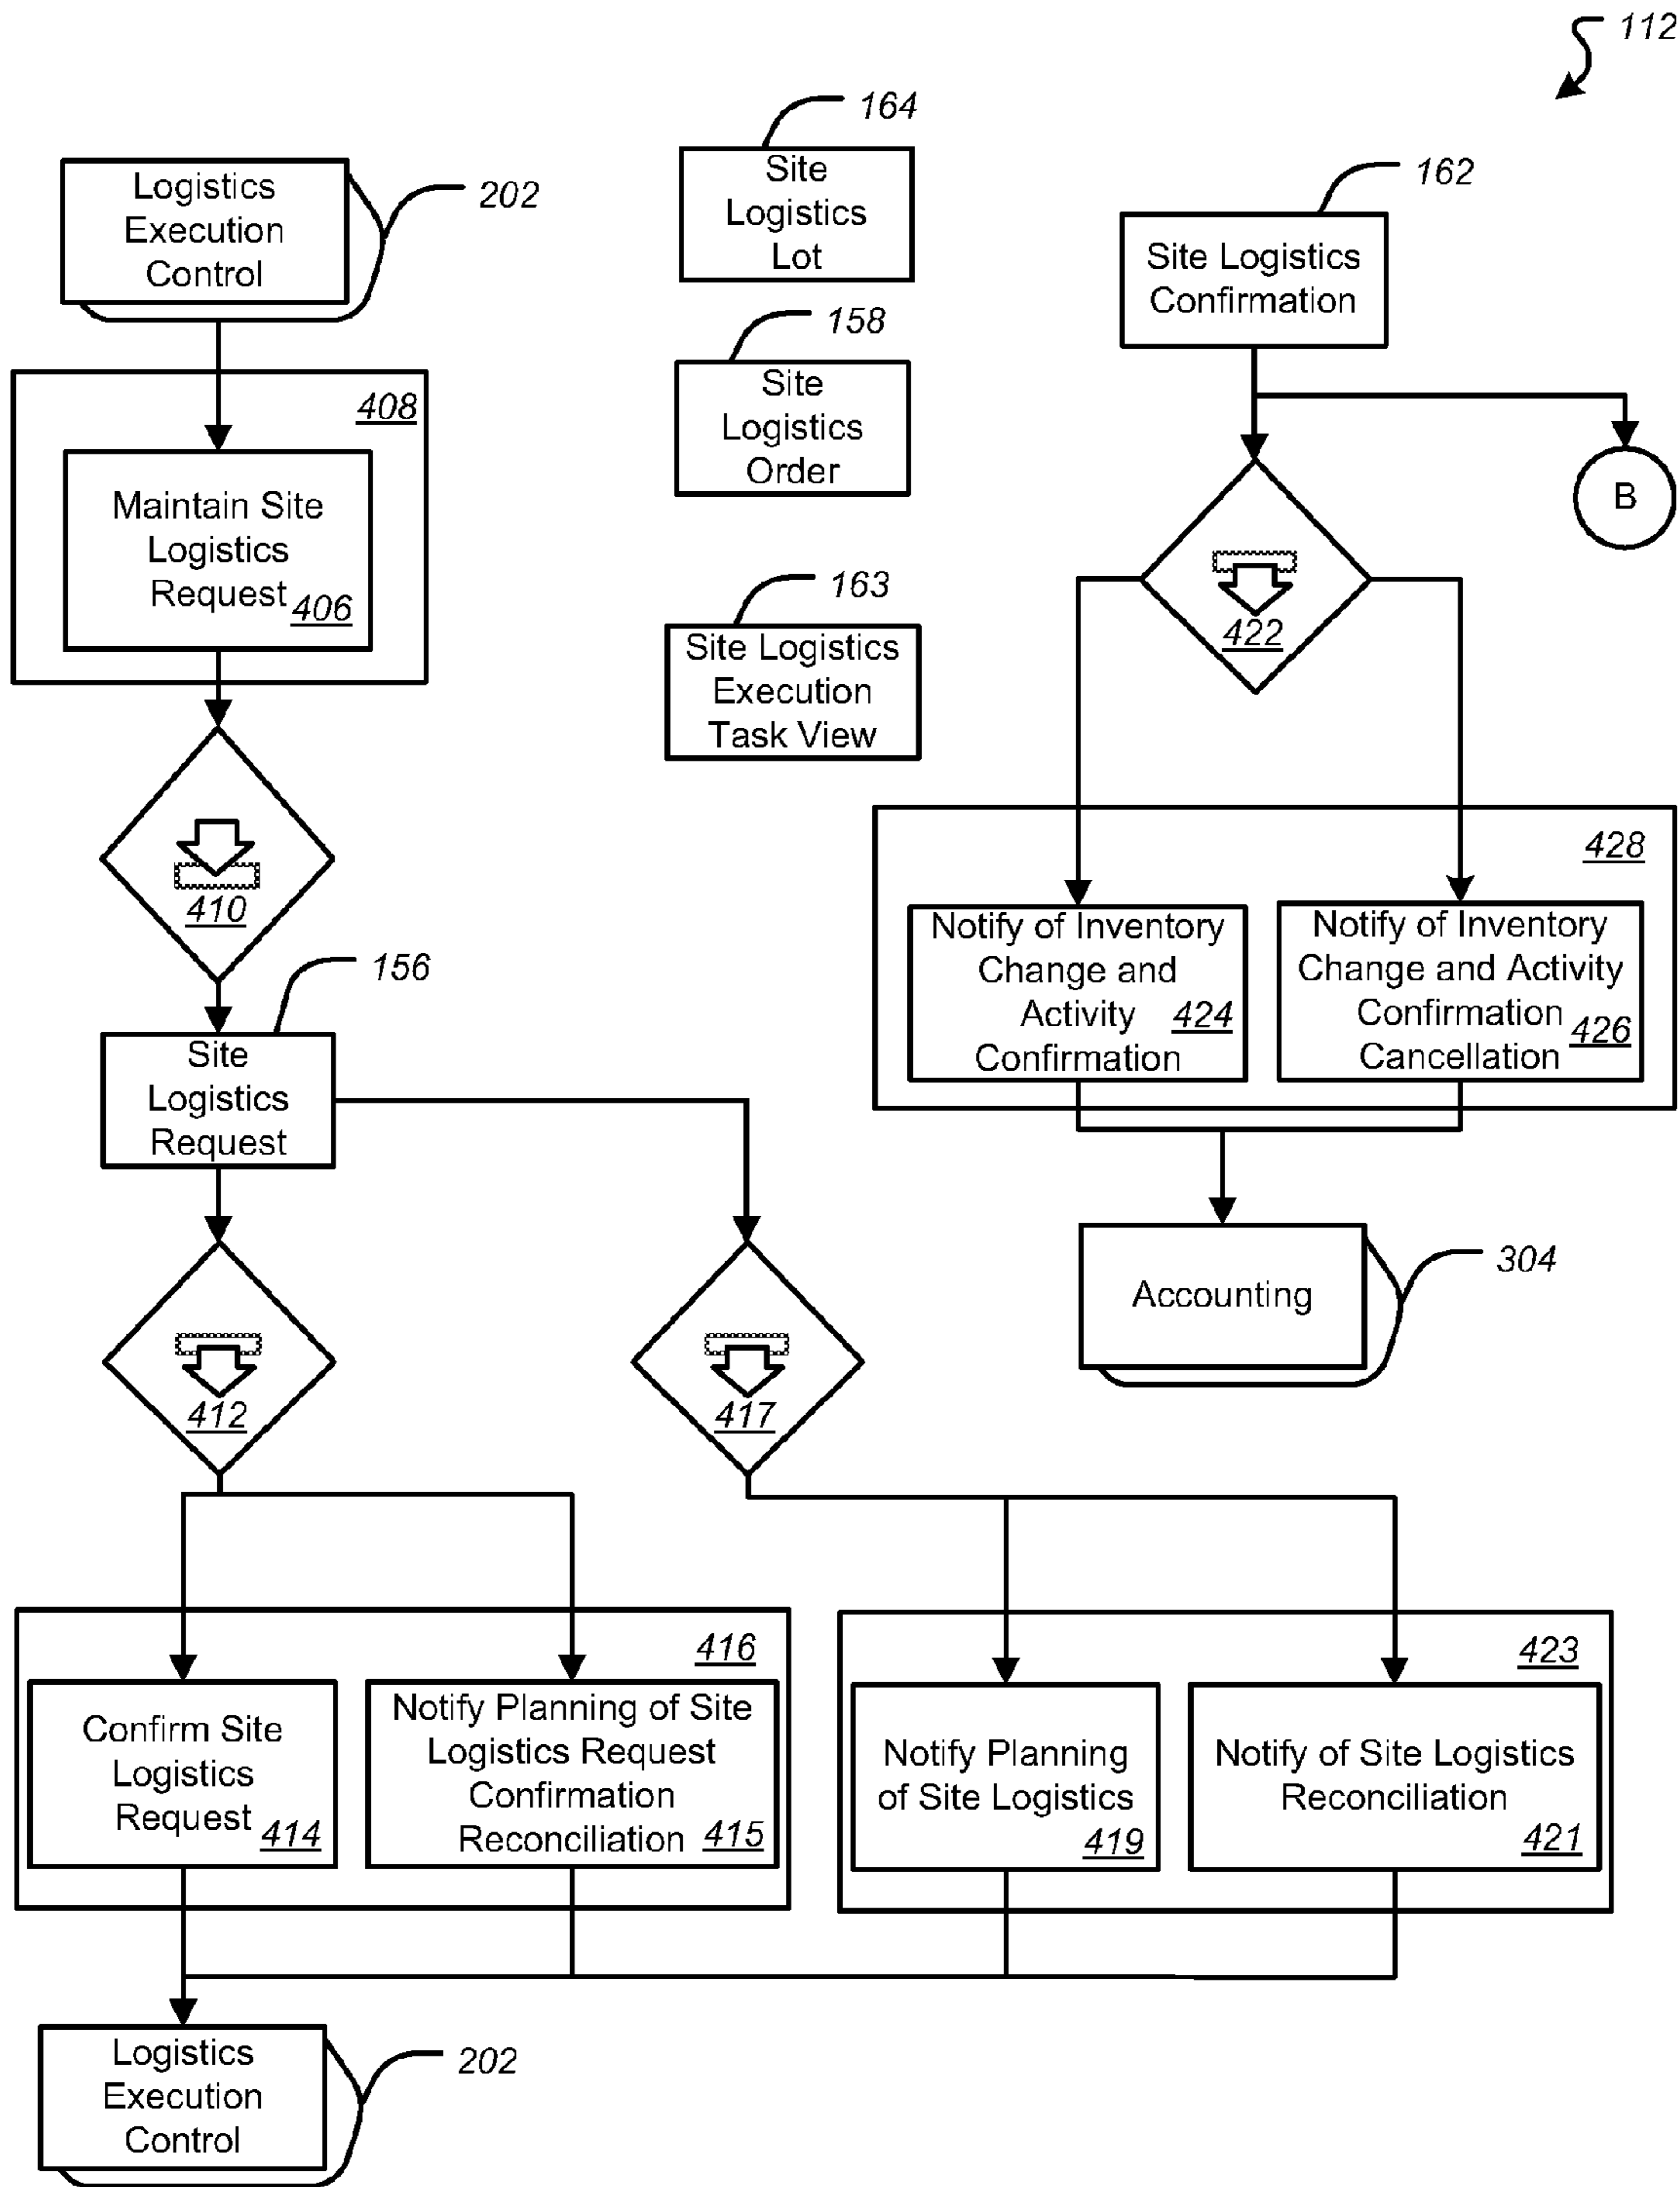 112
164
Site
Logistics
Lot
162
Logistics
Execution
Control
202
Site Logistics
Confirmation
158
Site
Logistics
Order
408
Maintain Site
Logistics
Request
406
B
163
Site Logistics
Execution
Task View
422
410
428
Notify of Inventory
Change and
Activity
Confirmation
424
Notify of Inventory
Change and Activity
Confirmation
Cancellation
426
156
Site
Logistics
Request
Accounting
304
412
417
416
Confirm Site
Logistics
Request
414
Notify Planning of Site
Logistics Request
Confirmation
Reconciliation
415
423
Notify Planning
of Site Logistics
419
Notify of Site Logistics
Reconciliation
421
Logistics
Execution
Control
202